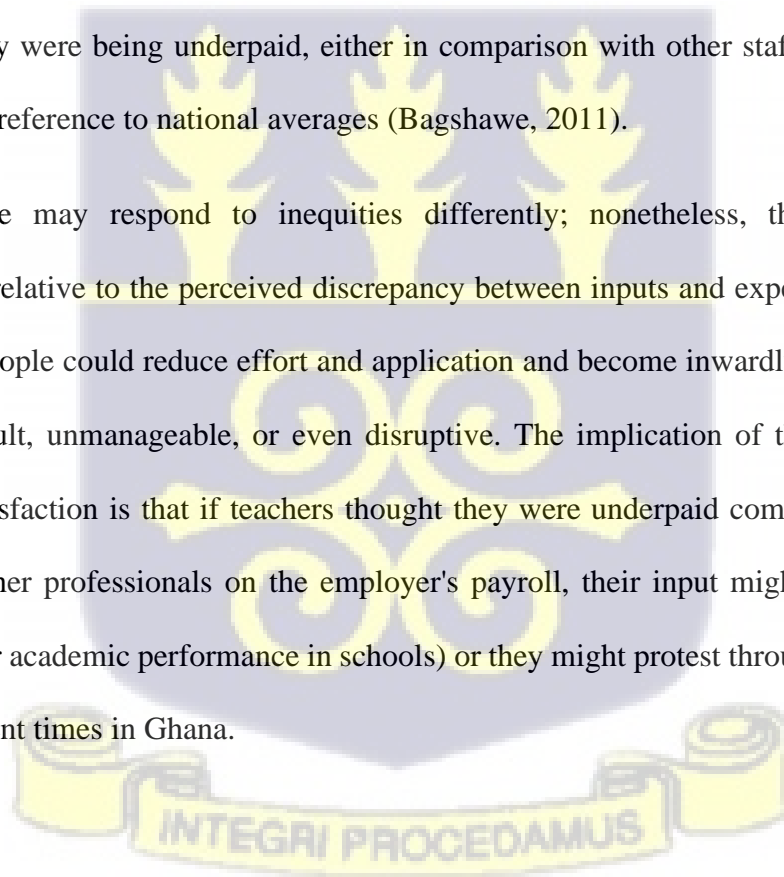 y were being underpaid, either in comparison with other staf
reference to national averages (Bagshawe, 2011).
e may respond to inequities differently; nonetheless, th
relative to the perceived discrepancy between inputs and expe
ople could reduce effort and application and become inwardl
ult, unmanageable, or even disruptive. The implication of t
sfaction is that if teachers thought they were underpaid com
her professionals on the employer's payroll, their input migh
r academic performance in schools) or they might protest throu
nt times in Ghana.
INTEGRI PROCEDAMUS